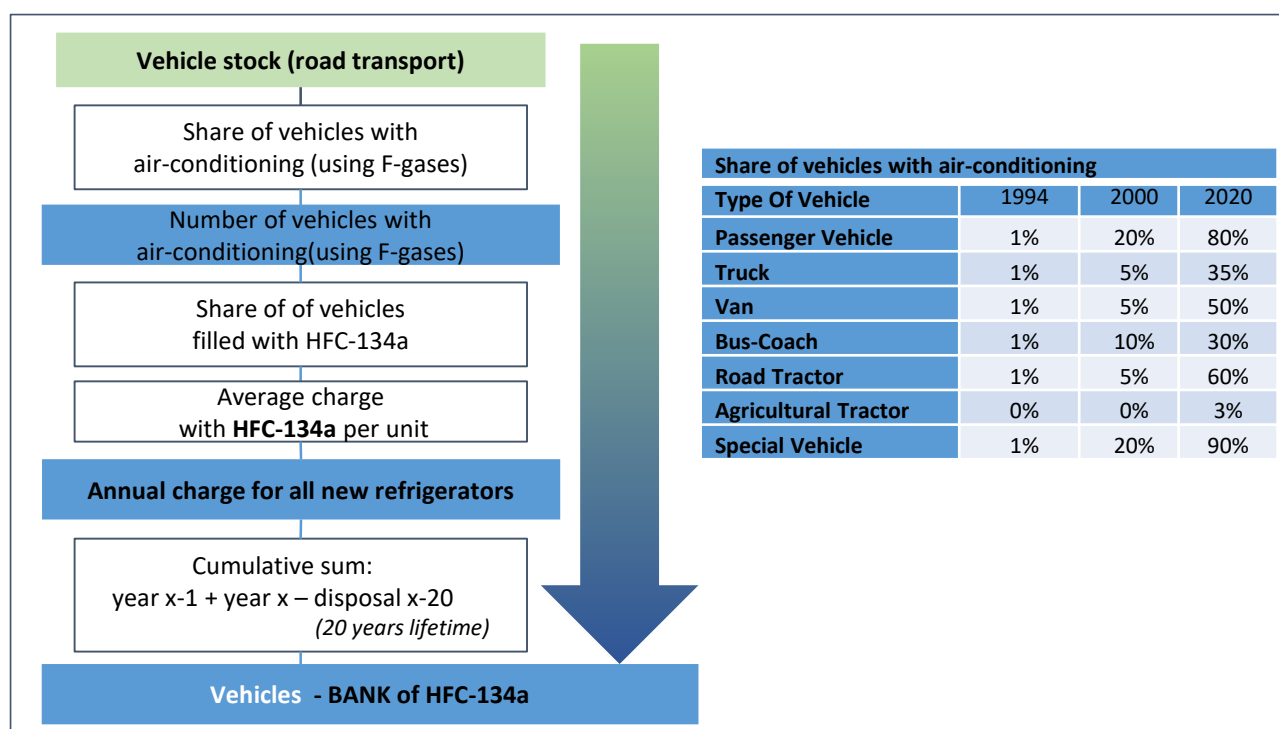 Vehicle stock (road transport)
Share of vehicles with
air-conditioning (using F-gases)
Number of vehicles with
air-conditioning(using F-gases)
Share of of vehicles
filled with HFC-134a
Average charge
with HFC-134a per unit
Annual charge for all new refrigerators
Cumulative sum:
year x-1 + year x – disposal x-20
(20 years lifetime)
Vehicles - BANK of HFC-134a
Share of vehicles with air-conditioning
Type Of Vehicle 1994 2000 2020
Passenger Vehicle 1% 20% 80%
Truck 1% 5% 35%
Van 1% 5% 50%
Bus-Coach 1% 10% 30%
Road Tractor 1% 5% 60%
Agricultural Tractor 0% 0% 3%
Special Vehicle 1% 20% 90%